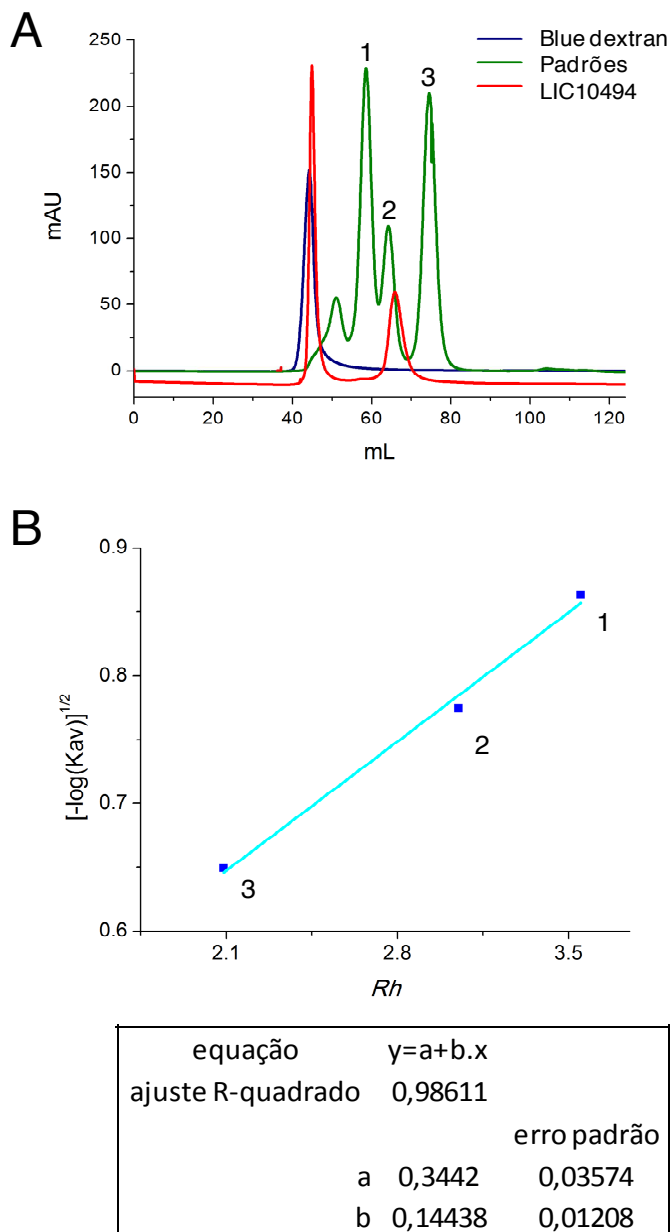 A
250
200
150
100
50
0
mAU
0 20 40 60 80 100 120
mL
1
2
3
Blue dextran
Padrões
LIC10494
B
0.9
0.8
0.7
0.6
[-log(Kav)]1/2
2.1 2.8 3.5
Rh
1
2
3
equação y=a+b.x
ajuste R-quadrado 0,98611
erro padrão
a 0,3442 0,03574
b 0,14438 0,01208